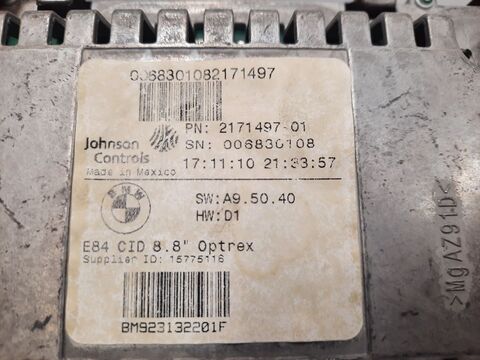 0068301082171497
Johnson Controls
Made in Mexico
PN: 2171497-01
SN: 006830108
17:11:10 21:33:57
BMW
SW:A9.50.40
HW:D1
E84 CID 8.8" Optrex
Supplier ID: 15775116
BM923132201F
>MgAZ91D<